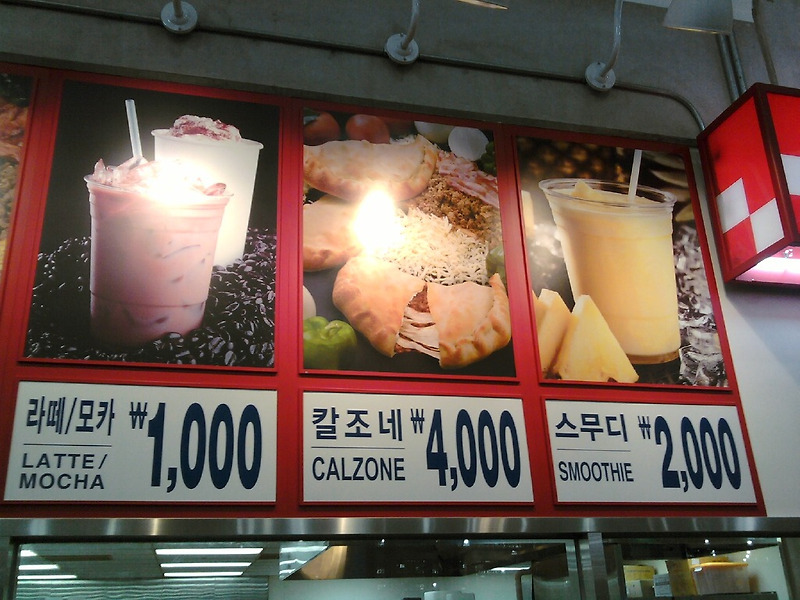 라떼/모카 ₩1,000
LATTE/
MOCHA
칼조네 ₩4,000
CALZONE
스무디 ₩2,000
SMOOTHIE